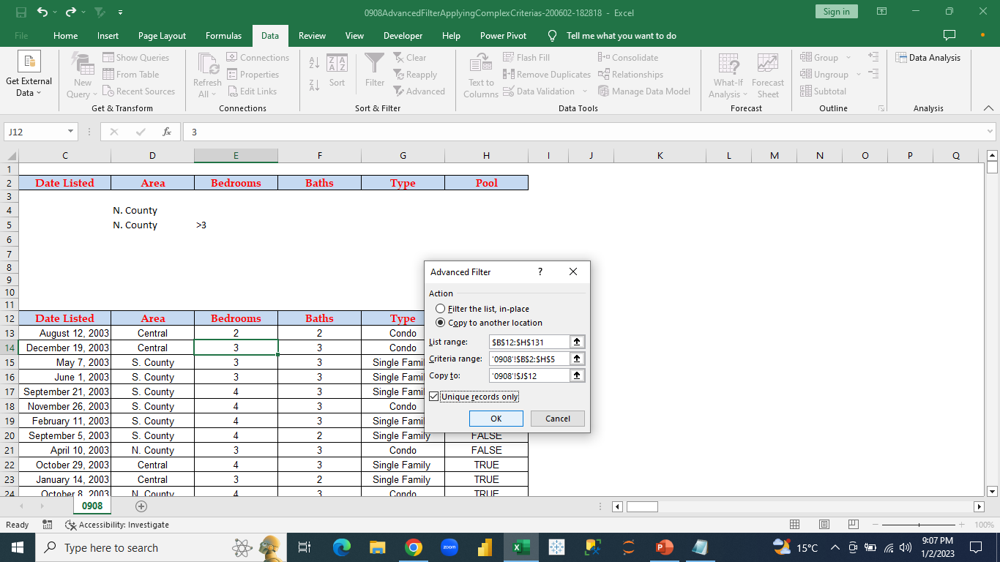 0908AdvancedFilterApplyingComplexCriterias-200602-182818 - Excel
Sign in
File Home Insert Page Layout Formulas Data Review View Developer Help Power Pivot Tell me what you want to do
Get External Data
New Query
Show Queries
From Table
Recent Sources
Get & Transform
Refresh All
Connections
Properties
Edit Links
Connections
Sort
Filter
Clear
Reapply
Advanced
Sort & Filter
Text to Columns
Flash Fill
Remove Duplicates
Data Validation
Consolidate
Relationships
Manage Data Model
Data Tools
What-If Analysis
Forecast Sheet
Forecast
Group
Ungroup
Subtotal
Outline
Data Analysis
Analysis
J12 fx 3
C D E F G H I J K L M N O P Q
1
2 Date Listed Area Bedrooms Baths Type Pool
3
4 N. County
5 N. County >3
6
7
8
9
10
11
12 Date Listed Area Bedrooms Baths Type
13 August 12, 2003 Central 2 2 Condo
14 December 19, 2003 Central 3 3 Condo
15 May 7, 2003 S. County 3 3 Single Famil
16 June 1, 2003 S. County 3 3 Single Famil
17 September 21, 2003 S. County 4 3 Single Famil
18 November 26, 2003 S. County 4 3 Condo
19 February 11, 2003 S. County 4 3 Single Famil
20 September 5, 2003 S. County 4 2 Single Family FALSE
21 April 10, 2003 N. County 3 3 Condo FALSE
22 October 29, 2003 Central 4 3 Single Family TRUE
23 January 14, 2003 Central 3 2 Single Family TRUE
24 October 8, 2003 N. County 4 3 Condo TRUE
Advanced Filter ?
Action
Filter the list, in-place
Copy to another location
List range: $B$12:$H$131
Criteria range: '0908'!$B$2:$H$5
Copy to: '0908'!$J$12
Unique records only
OK Cancel
0908
Ready Accessibility: Investigate 100%
Type here to search
zoom
15°C
9:07 PM
1/2/2023